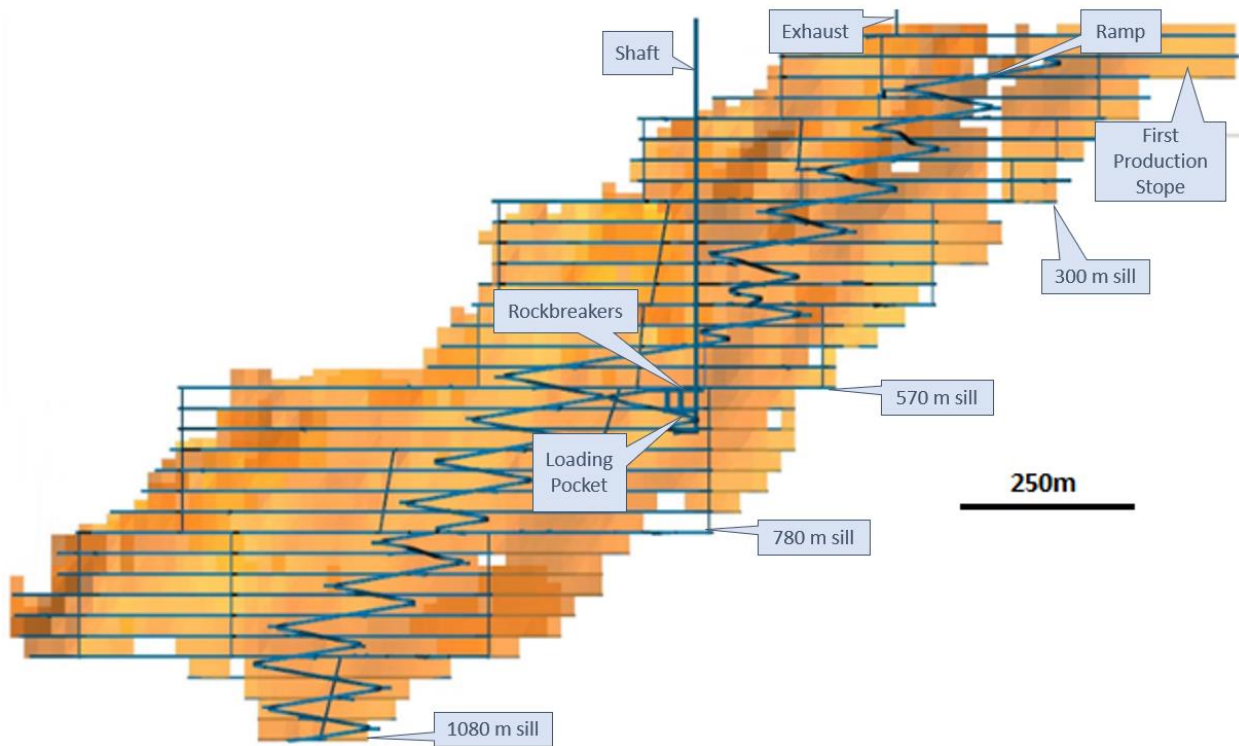 Exhaust
Ramp
Shaft
First
Production
Stope
300 m sill
Rockbreakers
570 m sill
Loading
Pocket
250m
780 m sill
1080 m sill